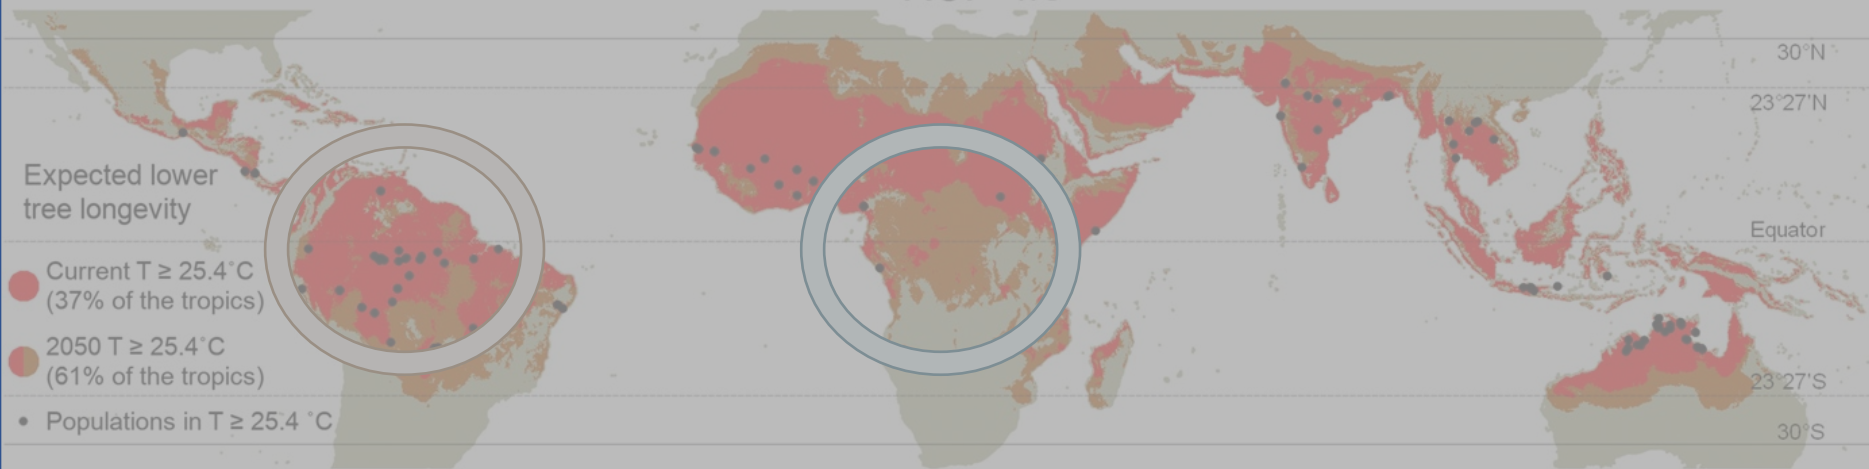 30°N
23°27'N
Expected lower
tree longevity
Equator
Current T ≥ 25.4°C
(37% of the tropics)
2050 T ≥ 25.4°C
(61% of the tropics)
23°27'S
Populations in T ≥ 25.4 °C
30°S